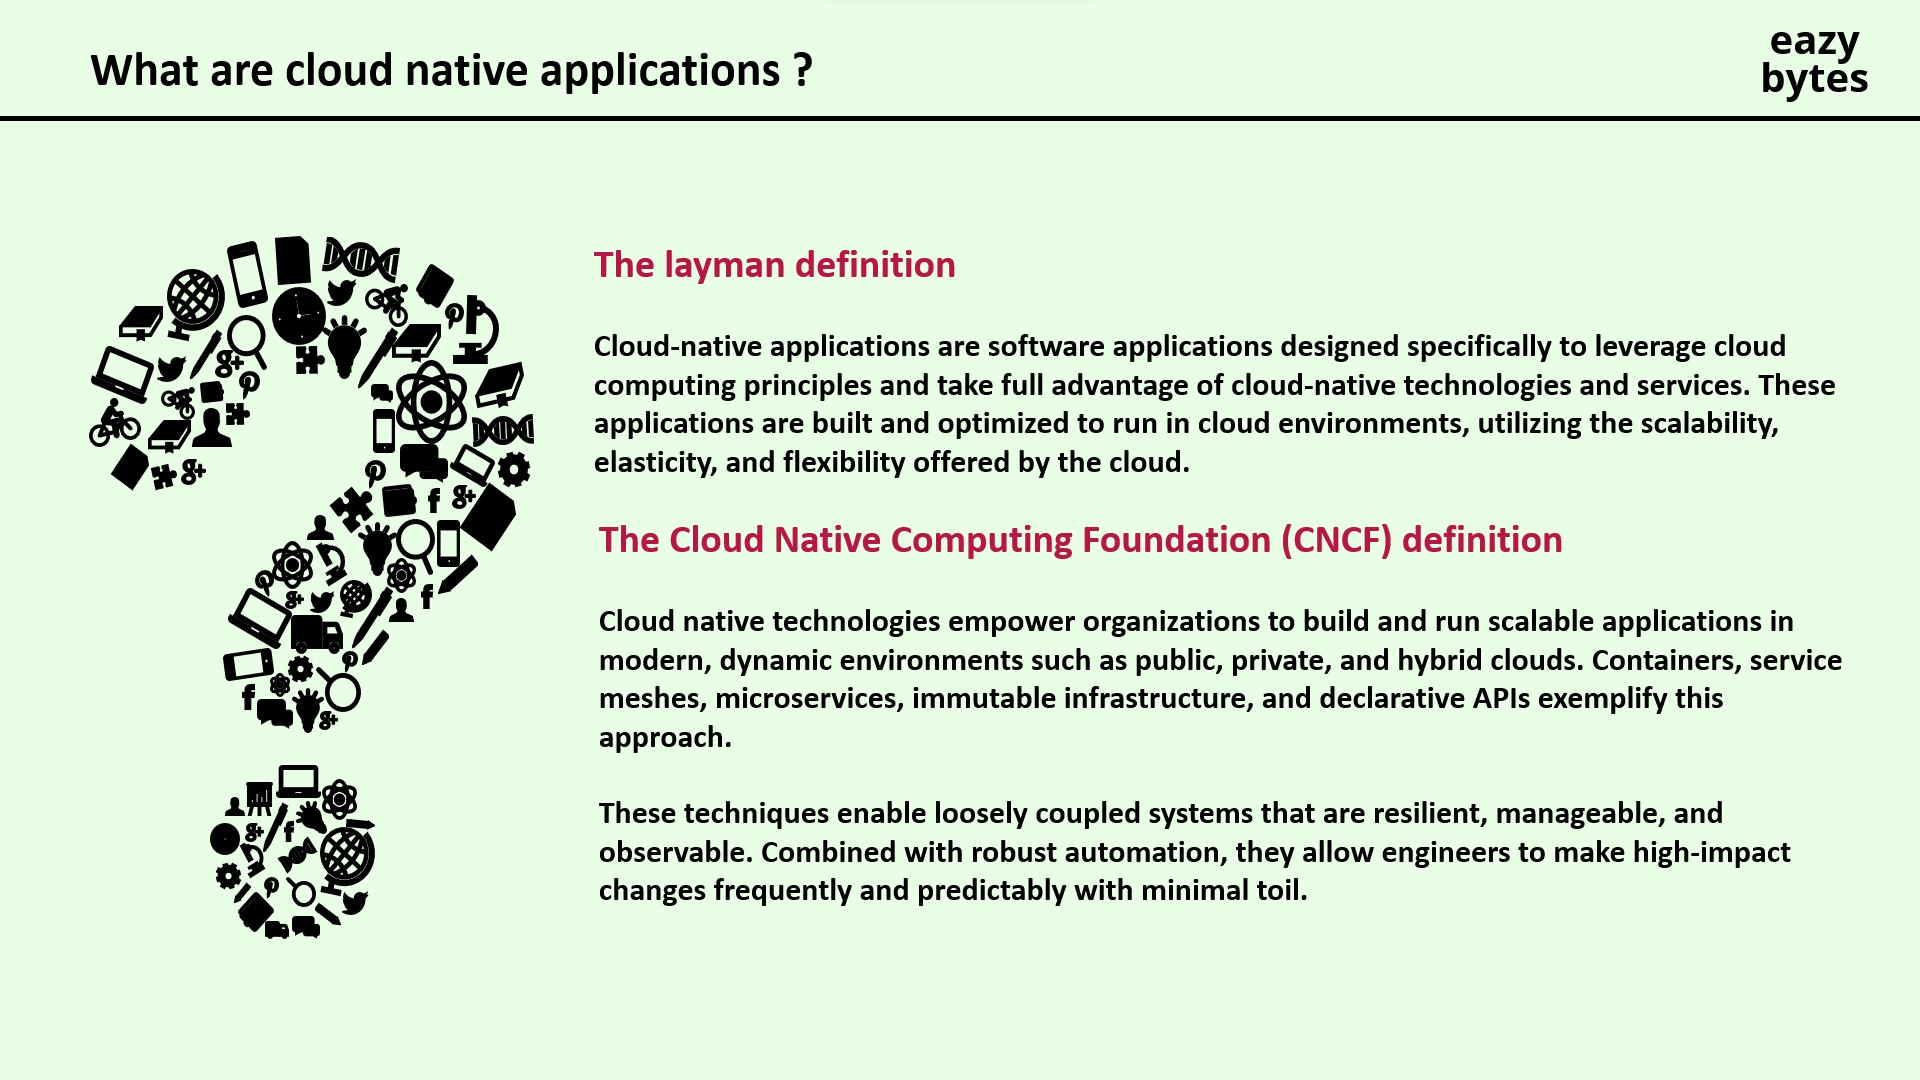 What are cloud native applications ?
eazy
bytes
The layman definition
Cloud-native applications are software applications designed specifically to leverage cloud
computing principles and take full advantage of cloud-native technologies and services. These
applications are built and optimized to run in cloud environments, utilizing the scalability,
elasticity, and flexibility offered by the cloud.
The Cloud Native Computing Foundation (CNCF) definition
Cloud native technologies empower organizations to build and run scalable applications in
modern, dynamic environments such as public, private, and hybrid clouds. Containers, service
meshes, microservices, immutable infrastructure, and declarative APIs exemplify this
approach.
These techniques enable loosely coupled systems that are resilient, manageable, and
observable. Combined with robust automation, they allow engineers to make high-impact
changes frequently and predictably with minimal toil.